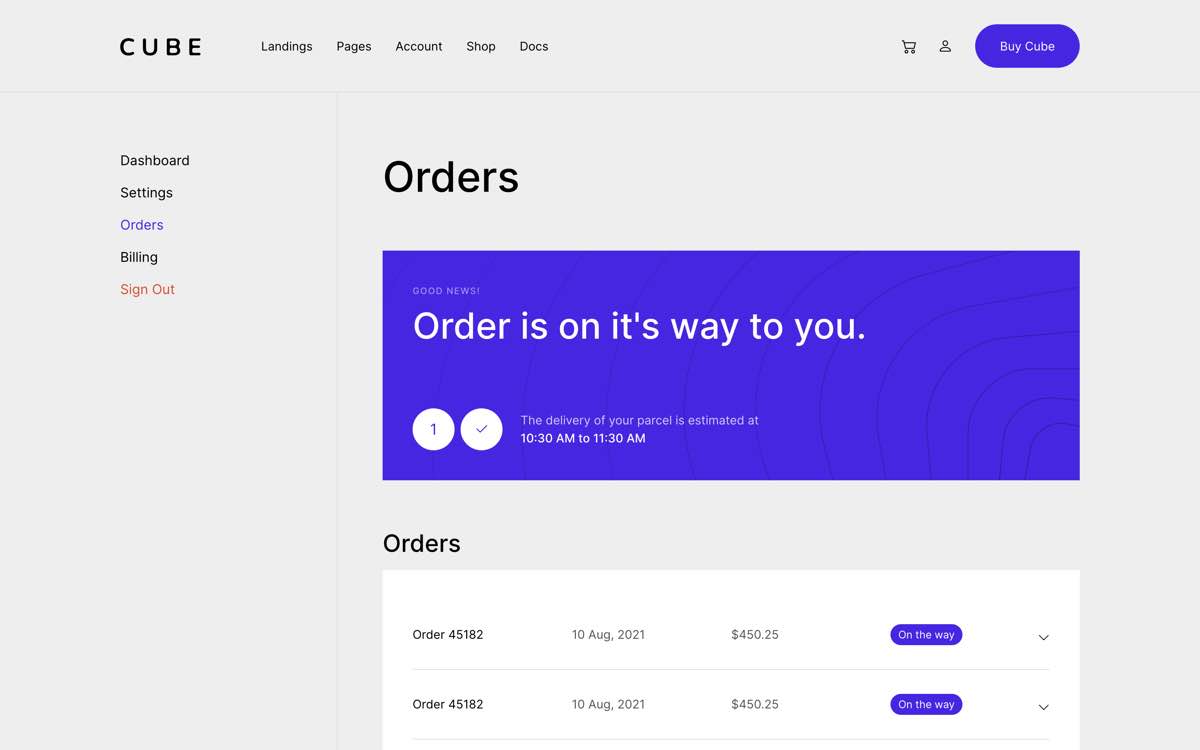 CUBE
Landings Pages Account Shop Docs
Buy Cube
Dashboard
Settings
Orders
Billing
Sign Out
Orders
GOOD NEWS!
Order is on it's way to you.
1
The delivery of your parcel is estimated at
10:30 AM to 11:30 AM
Orders
Order 45182 10 Aug, 2021 $450.25 On the way
Order 45182 10 Aug, 2021 $450.25 On the way